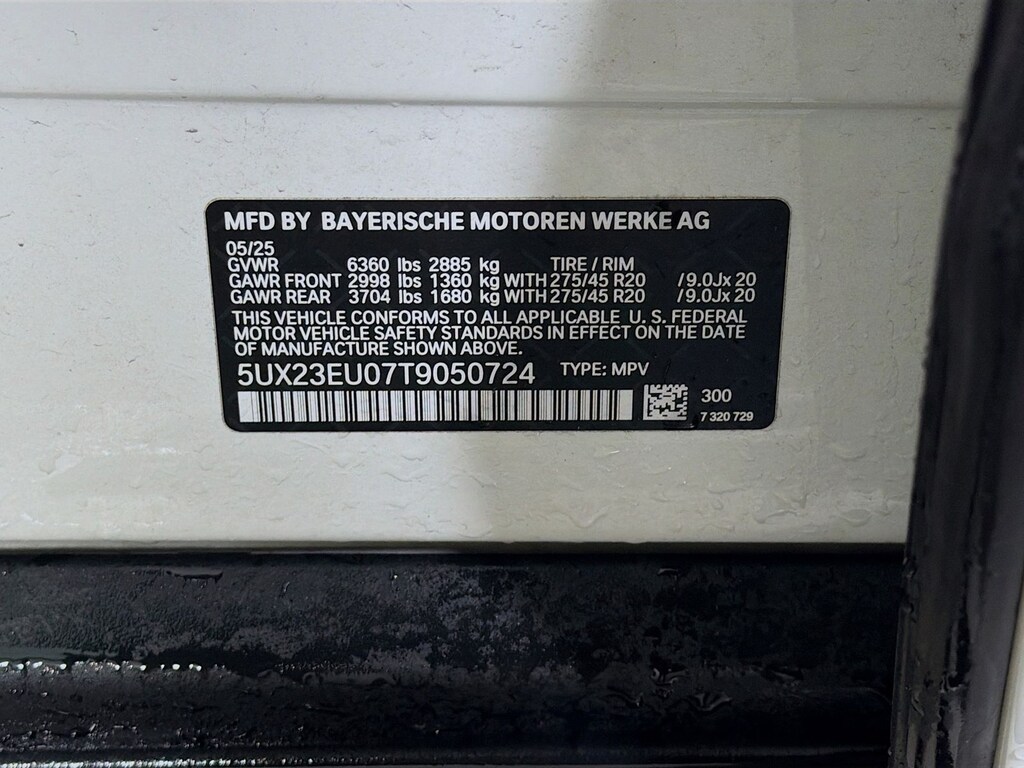 MFD BY BAYERISCHE MOTOREN WERKE AG
05/25
GVWR 6360 lbs 2885 kg TIRE / RIM
GAWR FRONT 2998 lbs 1360 kg WITH 275/45 R20 /9.0Jx 20
GAWR REAR 3704 lbs 1680 kg WITH 275/45 R20 /9.0Jx 20
THIS VEHICLE CONFORMS TO ALL APPLICABLE U. S. FEDERAL
MOTOR VEHICLE SAFETY STANDARDS IN EFFECT ON THE DATE
OF MANUFACTURE SHOWN ABOVE.
5UX23EU07T9050724 TYPE: MPV
300
7 320 729